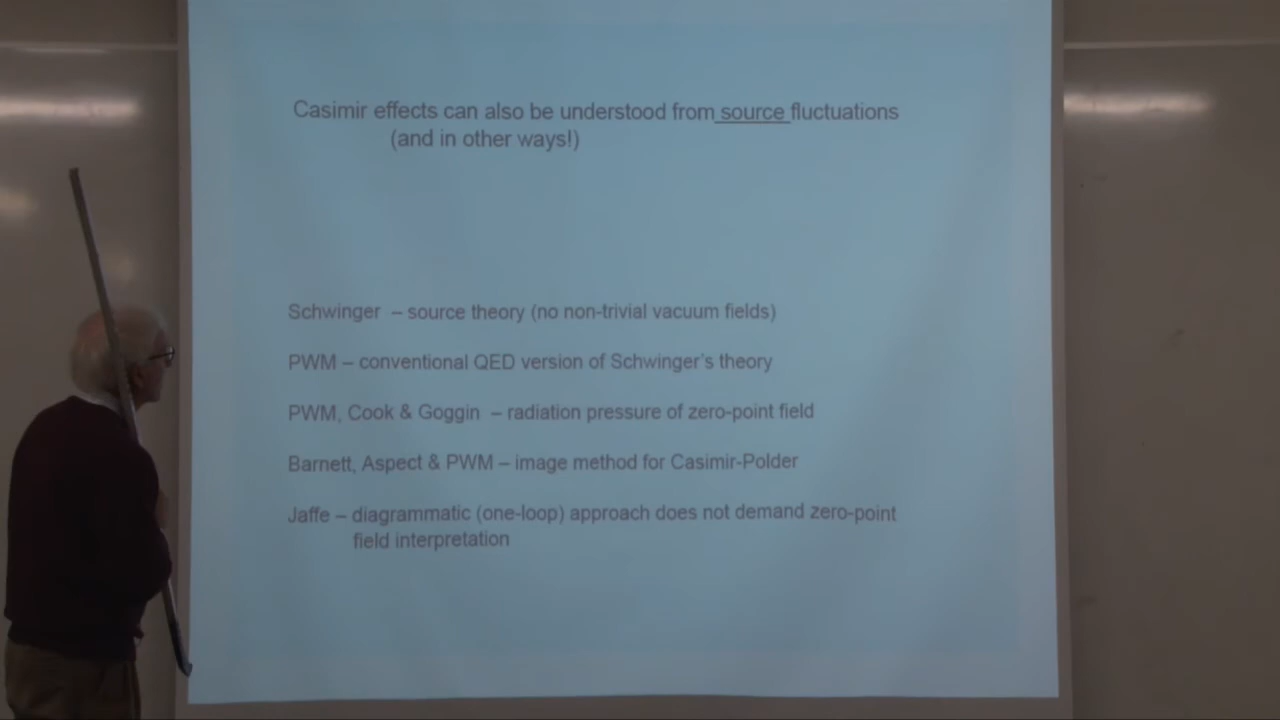 Casimir effects can also be understood from source fluctuations
(and in other ways!)
Schwinger – source theory (no non-trivial vacuum fields)
PWM – conventional QED version of Schwinger's theory
PWM, Cook & Goggin – radiation pressure of zero-point field
Barnett, Aspect & PWM – image method for Casimir-Polder
Jaffe – diagrammatic (one-loop) approach does not demand zero-point
field interpretation